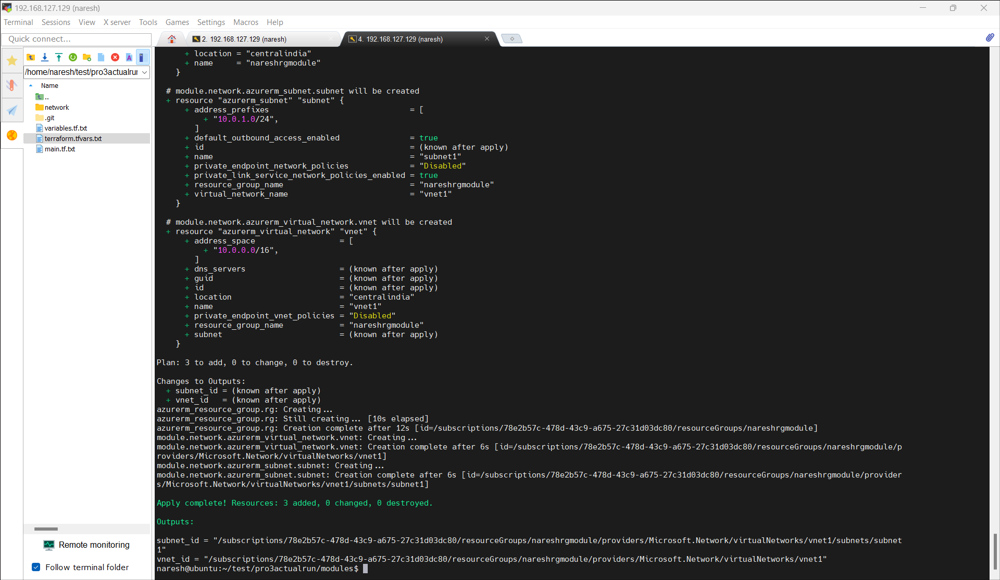 192.168.127.129 (naresh)
Terminal Sessions View X server Tools Games Settings Macros Help
Quick connect...
2. 192.168.127.129 (naresh)
4. 192.168.127.129 (naresh)
/home/naresh/test/pro3actualrun
Name
..
network
.git
variables.tf.txt
terraform.tfvars.txt
main.tf.txt
Remote monitoring
Follow terminal folder
      + location = "centralindia"
      + name     = "nareshrgmodule"
    }

  # module.network.azurerm_subnet.subnet will be created
  + resource "azurerm_subnet" "subnet" {
      + address_prefixes                              = [
          + "10.0.1.0/24",
        ]
      + default_outbound_access_enabled               = true
      + id                                            = (known after apply)
      + name                                          = "subnet1"
      + private_endpoint_network_policies             = "Disabled"
      + private_link_service_network_policies_enabled = true
      + resource_group_name                           = "nareshrgmodule"
      + virtual_network_name                          = "vnet1"
    }

  # module.network.azurerm_virtual_network.vnet will be created
  + resource "azurerm_virtual_network" "vnet" {
      + address_space                  = [
          + "10.0.0.0/16",
        ]
      + dns_servers                    = (known after apply)
      + guid                           = (known after apply)
      + id                             = (known after apply)
      + location                       = "centralindia"
      + name                           = "vnet1"
      + private_endpoint_vnet_policies = "Disabled"
      + resource_group_name            = "nareshrgmodule"
      + subnet                         = (known after apply)
    }

Plan: 3 to add, 0 to change, 0 to destroy.

Changes to Outputs:
  + subnet_id = (known after apply)
  + vnet_id   = (known after apply)
azurerm_resource_group.rg: Creating...
azurerm_resource_group.rg: Still creating... [10s elapsed]
azurerm_resource_group.rg: Creation complete after 12s [id=/subscriptions/78e2b57c-478d-43c9-a675-27c31d03dc80/resourceGroups/nareshrgmodule]
module.network.azurerm_virtual_network.vnet: Creating...
module.network.azurerm_virtual_network.vnet: Creation complete after 6s [id=/subscriptions/78e2b57c-478d-43c9-a675-27c31d03dc80/resourceGroups/nareshrgmodule/p
roviders/Microsoft.Network/virtualNetworks/vnet1]
module.network.azurerm_subnet.subnet: Creating...
module.network.azurerm_subnet.subnet: Creation complete after 6s [id=/subscriptions/78e2b57c-478d-43c9-a675-27c31d03dc80/resourceGroups/nareshrgmodule/provider
s/Microsoft.Network/virtualNetworks/vnet1/subnets/subnet1]

Apply complete! Resources: 3 added, 0 changed, 0 destroyed.

Outputs:

subnet_id = "/subscriptions/78e2b57c-478d-43c9-a675-27c31d03dc80/resourceGroups/nareshrgmodule/providers/Microsoft.Network/virtualNetworks/vnet1/subnets/subnet
1"
vnet_id = "/subscriptions/78e2b57c-478d-43c9-a675-27c31d03dc80/resourceGroups/nareshrgmodule/providers/Microsoft.Network/virtualNetworks/vnet1"
naresh@ubuntu:~/test/pro3actualrun/modules$